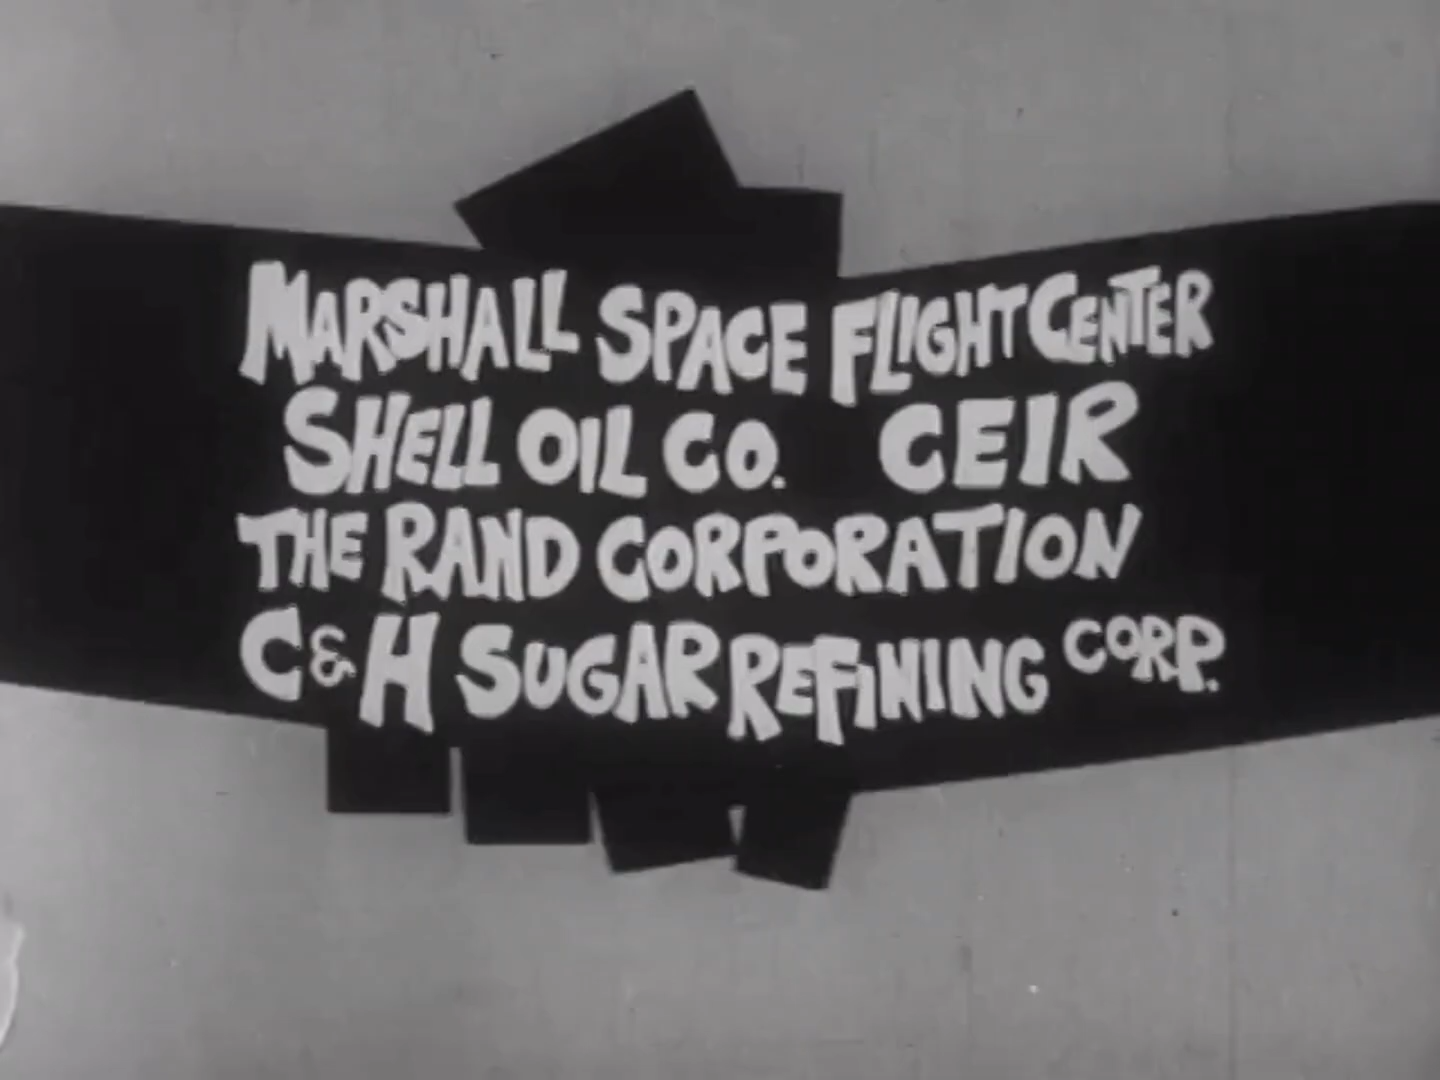 MARSHALL SPACE FLIGHT CENTER
SHELL OIL CO. CEIR
THE RAND CORPORATION
C & H SUGAR REFINING CORP.